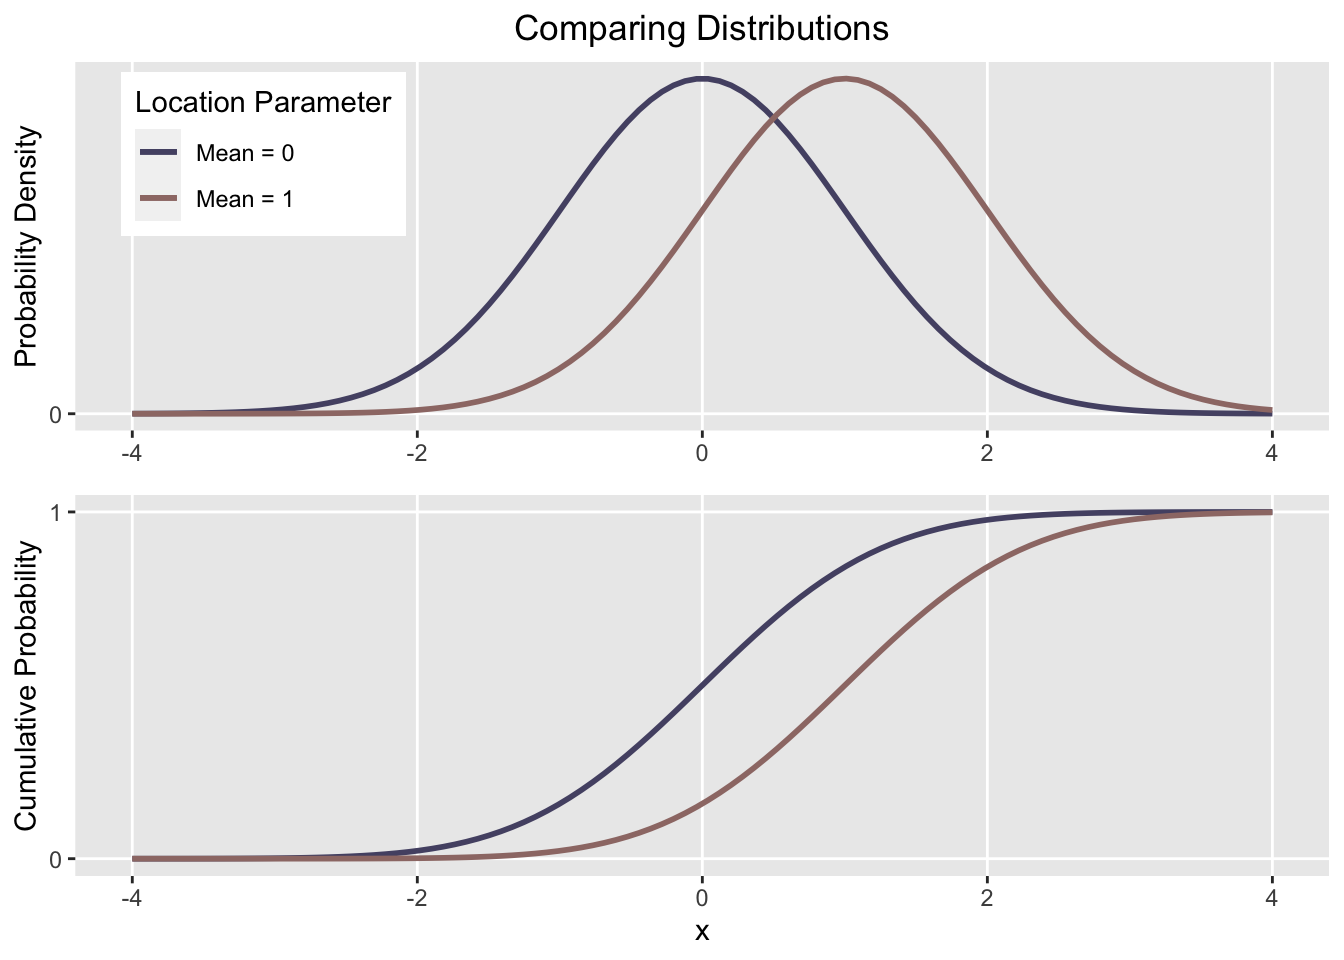 Comparing Distributions
Location Parameter
Mean = 0
Mean = 1
Probability Density
0
-4 -2 0 2 4
Cumulative Probability
1
0
-4 -2 0 2 4
x